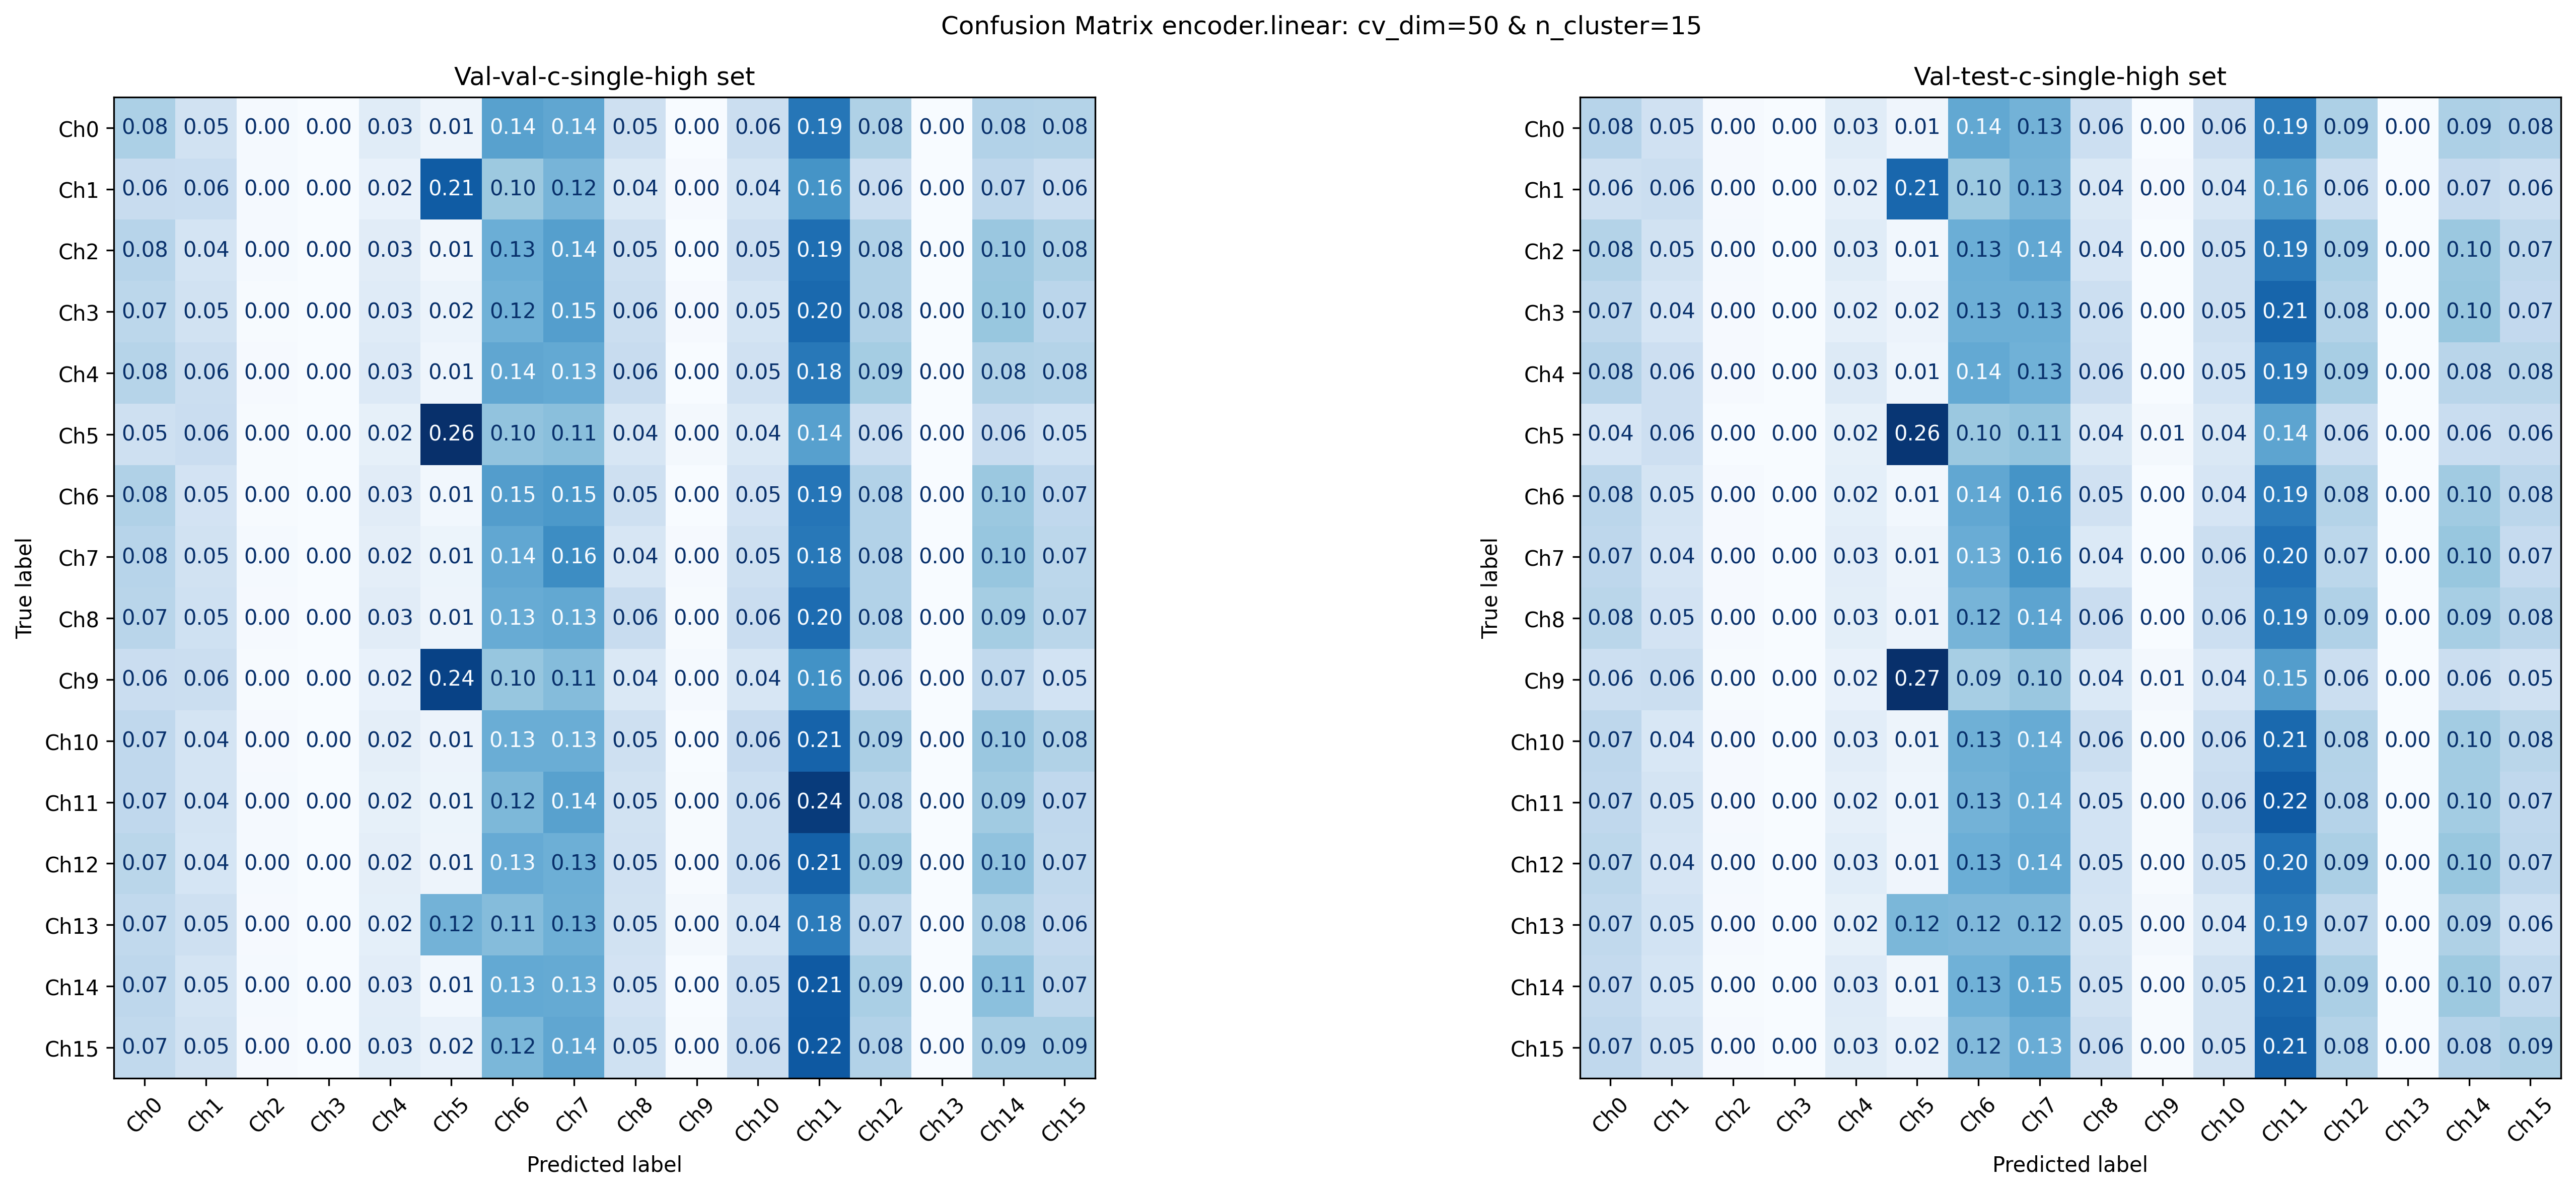 Confusion Matrix encoder.linear: cv_dim=50 & n_cluster=15
Val-val-c-single-high set
Ch0 0.08 0.05 0.00 0.00 0.03 0.01 0.14 0.14 0.05 0.00 0.06 0.19 0.08 0.00 0.08 0.08
Ch1 0.06 0.06 0.00 0.00 0.02 0.21 0.10 0.12 0.04 0.00 0.04 0.16 0.06 0.00 0.07 0.06
Ch2 0.08 0.04 0.00 0.00 0.03 0.01 0.13 0.14 0.05 0.00 0.05 0.19 0.08 0.00 0.10 0.08
Ch3 0.07 0.05 0.00 0.00 0.03 0.02 0.12 0.15 0.06 0.00 0.05 0.20 0.08 0.00 0.10 0.07
Ch4 0.08 0.06 0.00 0.00 0.03 0.01 0.14 0.13 0.06 0.00 0.05 0.18 0.09 0.00 0.08 0.08
Ch5 0.05 0.06 0.00 0.00 0.02 0.26 0.10 0.11 0.04 0.00 0.04 0.14 0.06 0.00 0.06 0.05
Ch6 0.08 0.05 0.00 0.00 0.03 0.01 0.15 0.15 0.05 0.00 0.05 0.19 0.08 0.00 0.10 0.07
Ch7 0.08 0.05 0.00 0.00 0.02 0.01 0.14 0.16 0.04 0.00 0.05 0.18 0.08 0.00 0.10 0.07
Ch8 0.07 0.05 0.00 0.00 0.03 0.01 0.13 0.13 0.06 0.00 0.06 0.20 0.08 0.00 0.09 0.07
Ch9 0.06 0.06 0.00 0.00 0.02 0.24 0.10 0.11 0.04 0.00 0.04 0.16 0.06 0.00 0.07 0.05
Ch10 0.07 0.04 0.00 0.00 0.02 0.01 0.13 0.13 0.05 0.00 0.06 0.21 0.09 0.00 0.10 0.08
Ch11 0.07 0.04 0.00 0.00 0.02 0.01 0.12 0.14 0.05 0.00 0.06 0.24 0.08 0.00 0.09 0.07
Ch12 0.07 0.04 0.00 0.00 0.02 0.01 0.13 0.13 0.05 0.00 0.06 0.21 0.09 0.00 0.10 0.07
Ch13 0.07 0.05 0.00 0.00 0.02 0.12 0.11 0.13 0.05 0.00 0.04 0.18 0.07 0.00 0.08 0.06
Ch14 0.07 0.05 0.00 0.00 0.03 0.01 0.13 0.13 0.05 0.00 0.05 0.21 0.09 0.00 0.11 0.07
Ch15 0.07 0.05 0.00 0.00 0.03 0.02 0.12 0.14 0.05 0.00 0.06 0.22 0.08 0.00 0.09 0.09
True label
Ch0 Ch1 Ch2 Ch3 Ch4 Ch5 Ch6 Ch7 Ch8 Ch9 Ch10 Ch11 Ch12 Ch13 Ch14 Ch15
Predicted label
Val-test-c-single-high set
Ch0 0.08 0.05 0.00 0.00 0.03 0.01 0.14 0.13 0.06 0.00 0.06 0.19 0.09 0.00 0.09 0.08
Ch1 0.06 0.06 0.00 0.00 0.02 0.21 0.10 0.13 0.04 0.00 0.04 0.16 0.06 0.00 0.07 0.06
Ch2 0.08 0.05 0.00 0.00 0.03 0.01 0.13 0.14 0.04 0.00 0.05 0.19 0.09 0.00 0.10 0.07
Ch3 0.07 0.04 0.00 0.00 0.02 0.02 0.13 0.13 0.06 0.00 0.05 0.21 0.08 0.00 0.10 0.07
Ch4 0.08 0.06 0.00 0.00 0.03 0.01 0.14 0.13 0.06 0.00 0.05 0.19 0.09 0.00 0.08 0.08
Ch5 0.04 0.06 0.00 0.00 0.02 0.26 0.10 0.11 0.04 0.01 0.04 0.14 0.06 0.00 0.06 0.06
Ch6 0.08 0.05 0.00 0.00 0.02 0.01 0.14 0.16 0.05 0.00 0.04 0.19 0.08 0.00 0.10 0.08
Ch7 0.07 0.04 0.00 0.00 0.03 0.01 0.13 0.16 0.04 0.00 0.06 0.20 0.07 0.00 0.10 0.07
Ch8 0.08 0.05 0.00 0.00 0.03 0.01 0.12 0.14 0.06 0.00 0.06 0.19 0.09 0.00 0.09 0.08
Ch9 0.06 0.06 0.00 0.00 0.02 0.27 0.09 0.10 0.04 0.01 0.04 0.15 0.06 0.00 0.06 0.05
Ch10 0.07 0.04 0.00 0.00 0.03 0.01 0.13 0.14 0.06 0.00 0.06 0.21 0.08 0.00 0.10 0.08
Ch11 0.07 0.05 0.00 0.00 0.02 0.01 0.13 0.14 0.05 0.00 0.06 0.22 0.08 0.00 0.10 0.07
Ch12 0.07 0.04 0.00 0.00 0.03 0.01 0.13 0.14 0.05 0.00 0.05 0.20 0.09 0.00 0.10 0.07
Ch13 0.07 0.05 0.00 0.00 0.02 0.12 0.12 0.12 0.05 0.00 0.04 0.19 0.07 0.00 0.09 0.06
Ch14 0.07 0.05 0.00 0.00 0.03 0.01 0.13 0.15 0.05 0.00 0.05 0.21 0.09 0.00 0.10 0.07
Ch15 0.07 0.05 0.00 0.00 0.03 0.02 0.12 0.13 0.06 0.00 0.05 0.21 0.08 0.00 0.08 0.09
True label
Ch0 Ch1 Ch2 Ch3 Ch4 Ch5 Ch6 Ch7 Ch8 Ch9 Ch10 Ch11 Ch12 Ch13 Ch14 Ch15
Predicted label